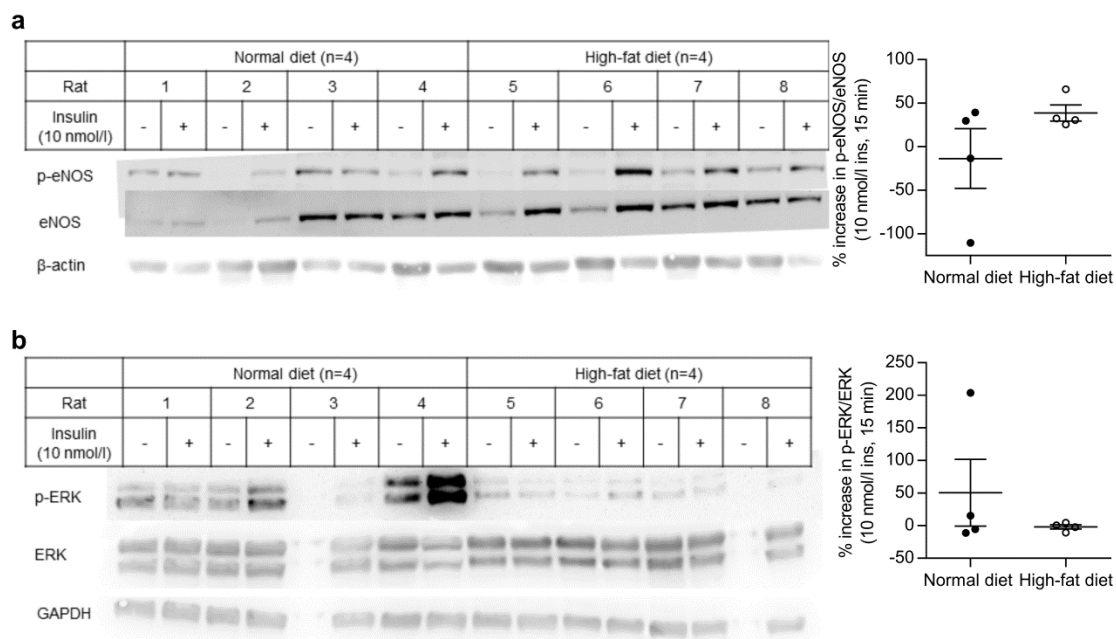 a
Normal diet (n=4) High-fat diet (n=4)
Rat 1 2 3 4 5 6 7 8
Insulin
(10 nmol/l) - + - + - + - + - + - + - + - +
p-eNOS
eNOS
β-actin
% increase in p-eNOS/eNOS
(10 nmol/l ins, 15 min)
100
50
0
-50
-100
Normal diet High-fat diet
b
Normal diet (n=4) High-fat diet (n=4)
Rat 1 2 3 4 5 6 7 8
Insulin
(10 nmol/l) - + - + - + - + - + - + - + - +
p-ERK
ERK
GAPDH
% increase in p-ERK/ERK
(10 nmol/l ins, 15 min)
250
200
150
100
50
0
-50
Normal diet High-fat diet